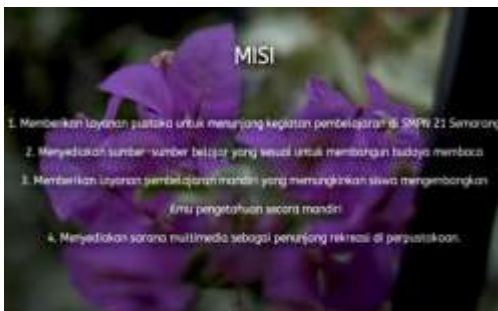 MISI
1. Memberikan layanan pustaka untuk menunjang kegiatan pembelajaran di SMPN 21 Semarang
2. Menyediakan sumber-sumber belajar yang sesuai untuk membangun budaya membaca
3. Memberikan layanan pembelajaran mandiri yang memungkinkan siswa mengembangkan
ilmu pengetahuan secara mandiri
4. Menyediakan sarana multimedia sebagai penunjang rekreasi di perpustakaan.